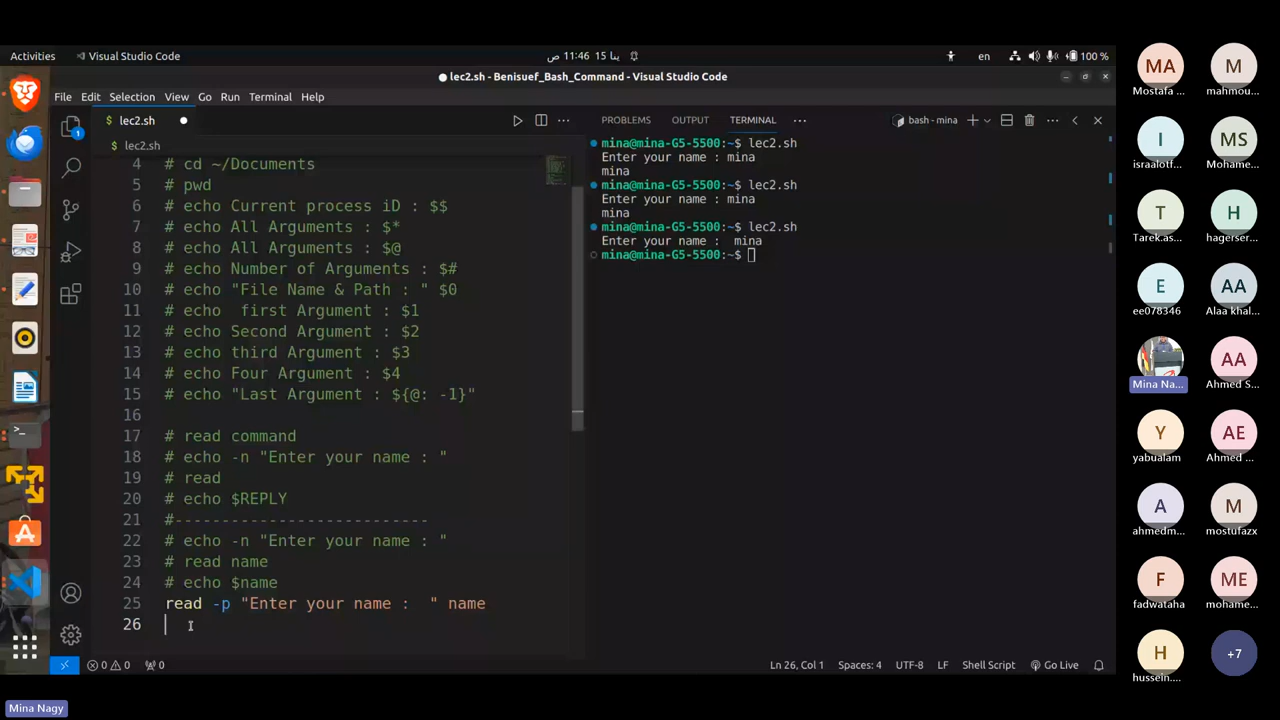 Activities
Visual Studio Code
ص 11:46 15 ينا
en
100 %
lec2.sh - Benisuef_Bash_Command - Visual Studio Code
File Edit Selection View Go Run Terminal Help
$ lec2.sh
PROBLEMS OUTPUT TERMINAL
bash - mina
$ lec2.sh
4 # cd ~/Documents
5 # pwd
6 # echo Current process iD : $$
7 # echo All Arguments : $*
8 # echo All Arguments : $@
9 # echo Number of Arguments : $#
10 # echo "File Name & Path : " $0
11 # echo  first Argument : $1
12 # echo Second Argument : $2
13 # echo third Argument : $3
14 # echo Four Argument : $4
15 # echo "Last Argument : ${@: -1}"
16
17 # read command
18 # echo -n "Enter your name : "
19 # read
20 # echo $REPLY
21 #---------------------------
22 # echo -n "Enter your name : "
23 # read name
24 # echo $name
25 read -p "Enter your name :  " name
26
mina@mina-G5-5500:~$ lec2.sh
Enter your name : mina
mina
mina@mina-G5-5500:~$ lec2.sh
Enter your name : mina
mina
mina@mina-G5-5500:~$ lec2.sh
Enter your name :  mina
mina@mina-G5-5500:~$
1
0 0 0
Ln 26, Col 1 Spaces: 4 UTF-8 LF Shell Script Go Live
MA M
Mostafa ... mahmou...
I MS
israalotf... Mohame...
T H
Tarek.as... hagerser...
E AA
ee078346 Alaa khal...
AA
Mina Na... Ahmed S...
Y AE
yabualam Ahmed ...
A M
ahmedm... mostufazx
F ME
fadwataha mohame...
H +7
hussein....
Mina Nagy